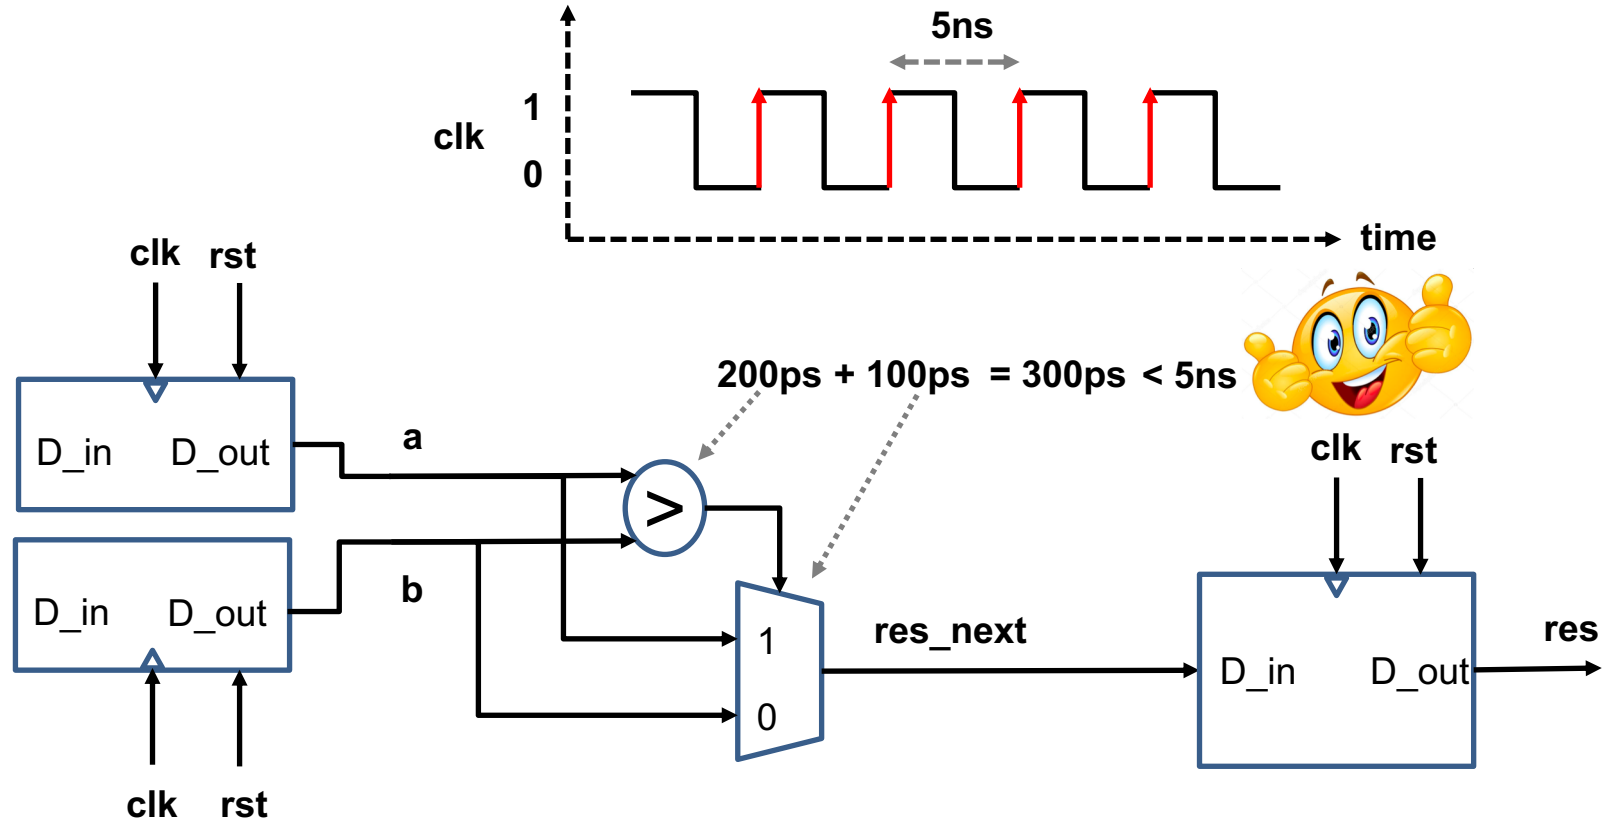 5ns
1
clk
0
time
clk rst
200ps + 100ps = 300ps < 5ns
D_in D_out
a
clk rst
>
D_in D_out
b
1
res_next
res
D_in D_out
0
clk rst